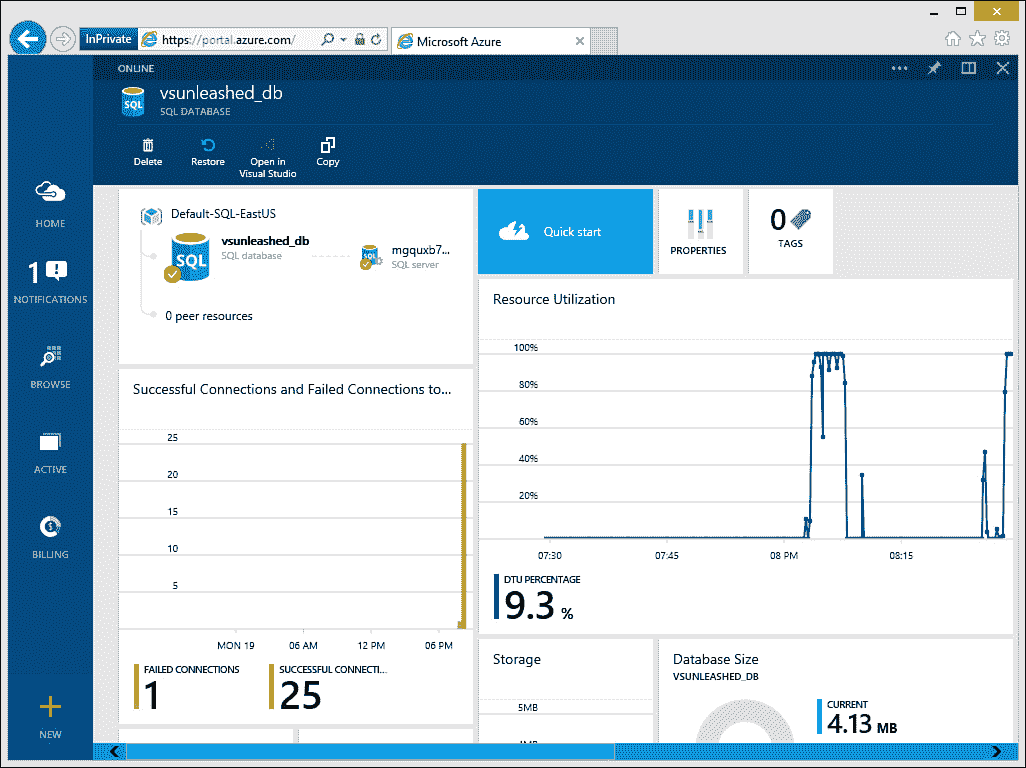 InPrivate
https://portal.azure.com/
Microsoft Azure
ONLINE
vsunleashed_db
SQL DATABASE
Delete
Restore
Open in
Visual Studio
Copy
HOME
1
NOTIFICATIONS
BROWSE
ACTIVE
BILLING
NEW
Default-SQL-EastUS
SQL
vsunleashed_db
SQL database
SQL
mgquxb7...
SQL server
0 peer resources
Quick start
PROPERTIES
0
TAGS
Successful Connections and Failed Connections to...
25
20
15
10
5
MON 19
06 AM
12 PM
06 PM
FAILED CONNECTIONS
1
SUCCESSFUL CONNECTI...
25
Resource Utilization
100%
80%
60%
40%
20%
07:30
07:45
08 PM
08:15
DTU PERCENTAGE
9.3 %
Storage
5MB
Database Size
VSUNLEASHED_DB
CURRENT
4.13 MB